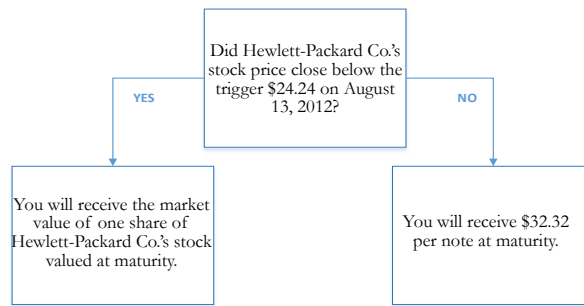 Did Hewlett-Packard Co.'s
stock price close below the
trigger $24.24 on August
13, 2012?
YES
NO
You will receive the market
value of one share of
Hewlett-Packard Co.'s stock
valued at maturity.
You will receive $32.32
per note at maturity.